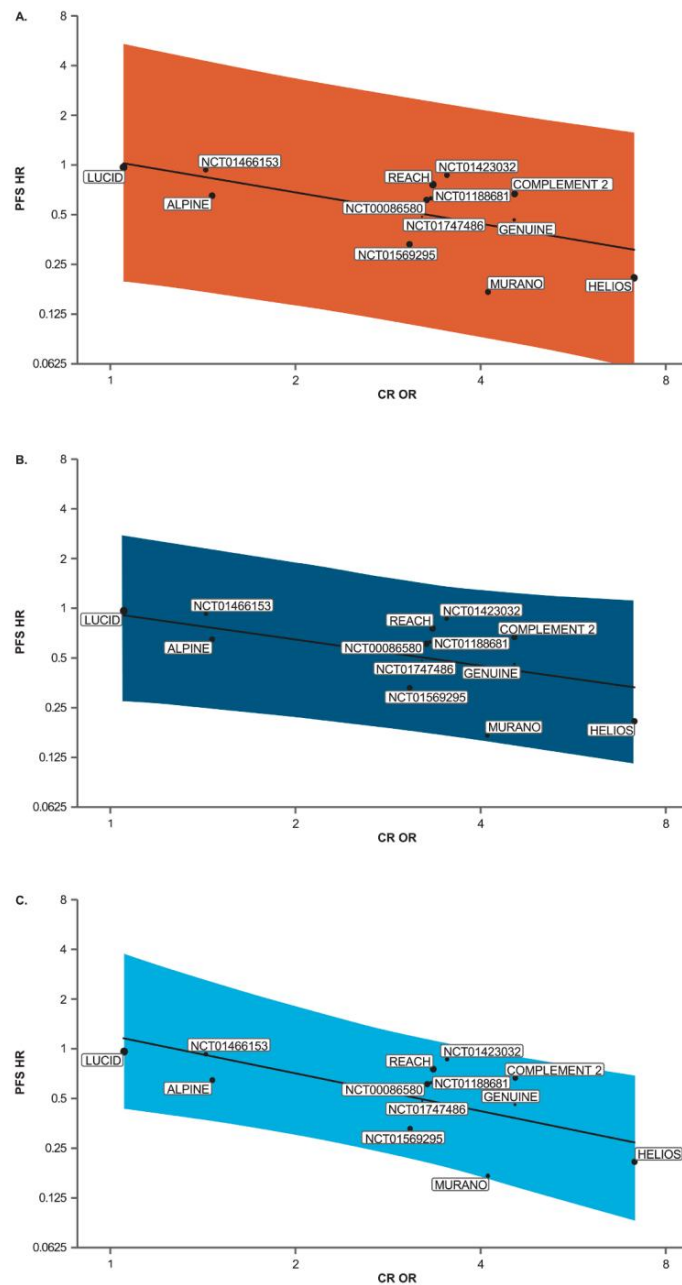 A.
8
4
2
1
0.5
0.25
0.125
0.0625
PFS HR
LUCID
NCT01466153
ALPINE
REACH
NCT01423032
NCT01188681
COMPLEMENT 2
NCT00086580
NCT01747486
GENUINE
NCT01569295
MURANO
HELIOS
1
2
4
8
CR OR
B.
8
4
2
1
0.5
0.25
0.125
0.0625
PFS HR
LUCID
NCT01466153
ALPINE
REACH
NCT01423032
NCT01188681
COMPLEMENT 2
NCT00086580
NCT01747486
GENUINE
NCT01569295
MURANO
HELIOS
1
2
4
8
CR OR
C.
8
4
2
1
0.5
0.25
0.125
0.0625
PFS HR
LUCID
NCT01466153
ALPINE
REACH
NCT01423032
NCT01188681
COMPLEMENT 2
NCT00086580
GENUINE
NCT01747486
NCT01569295
MURANO
HELIOS
1
2
4
8
CR OR